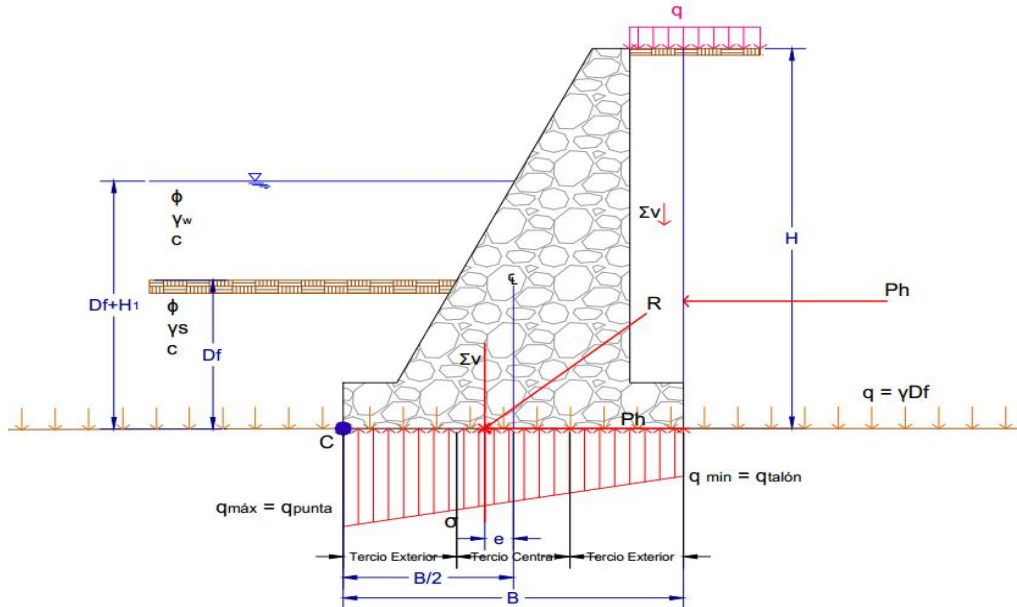 q
ϕ
γw
c
Σv
H
Df+H1
℄
ϕ
γs
c
Df
Ph
R
Σv
q = γDf
Ph
C
q min = qtalón
qmáx = qpunta
σ
e
Tercio Exterior
Tercio Central
Tercio Exterior
B/2
B